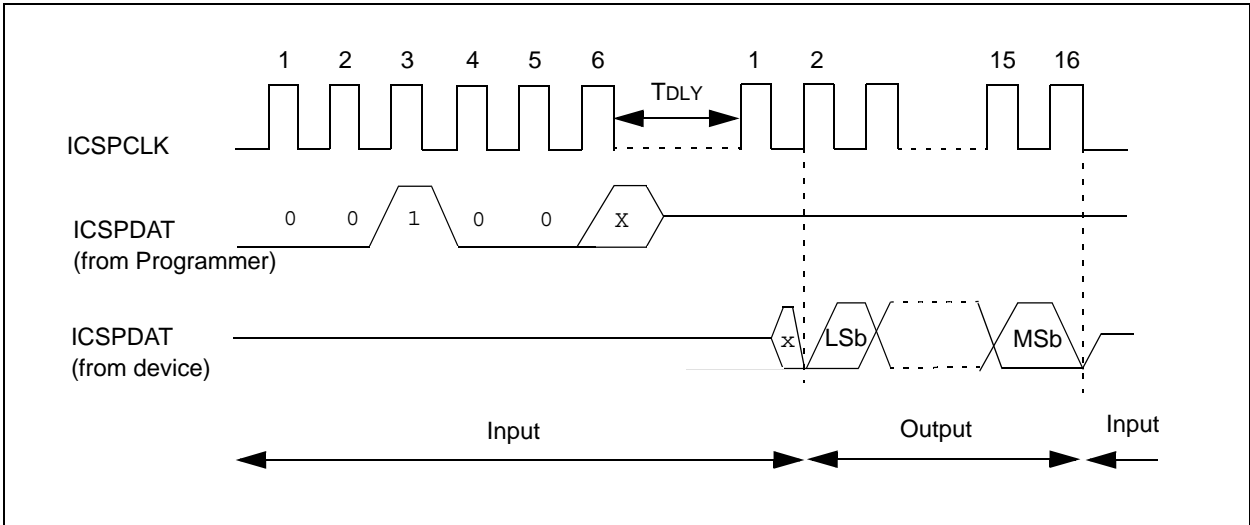 1 2 3 4 5 6 1 2 15 16
TDLY
ICSPCLK
0 0 1 0 0 X
ICSPDAT
(from Programmer)
ICSPDAT
(from device)
x LSb MSb
Input Output Input